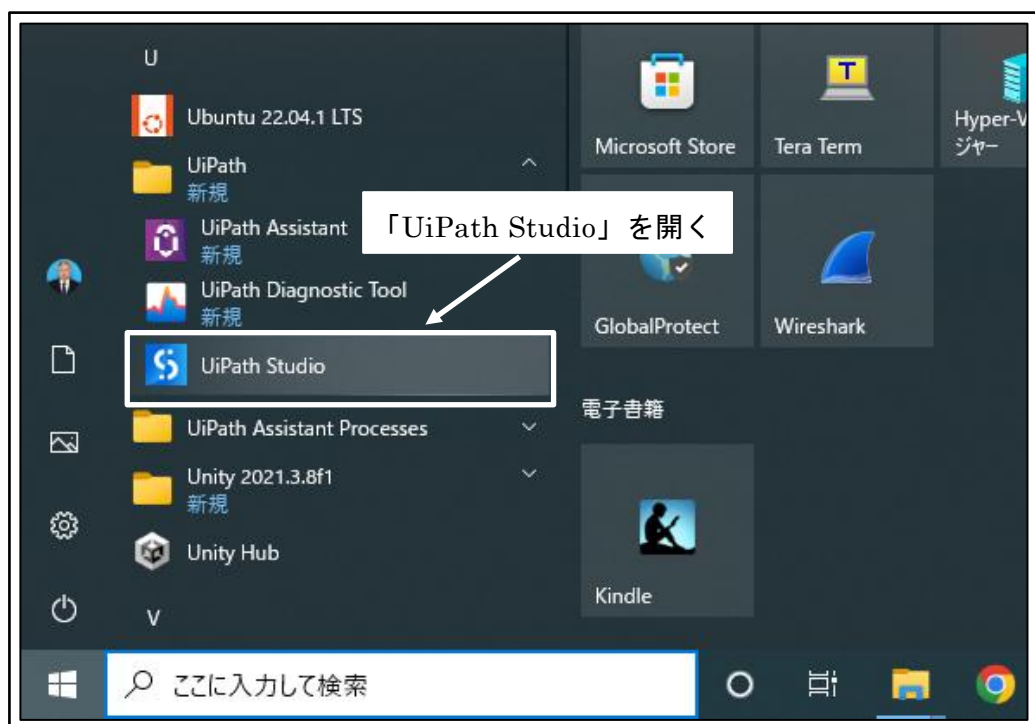 U
Ubuntu 22.04.1 LTS
UiPath
新規
UiPath Assistant
新規
UiPath Diagnostic Tool
新規
UiPath Studio
UiPath Assistant Processes
Unity 2021.3.8f1
新規
Unity Hub
V
「UiPath Studio」を開く
Microsoft Store
T
Tera Term
Hyper-V
ジャー
GlobalProtect
Wireshark
電子書籍
Kindle
ここに入力して検索